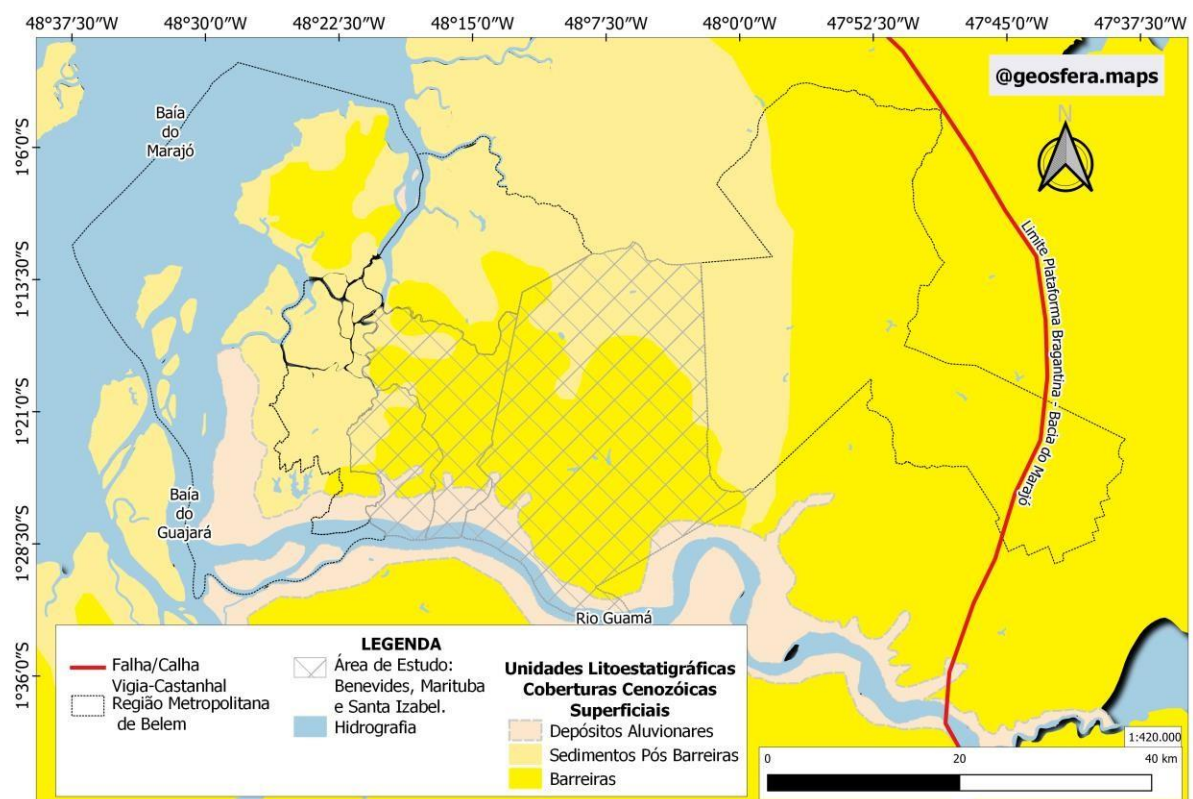 48°37'30"W 48°30'0"W 48°22'30"W 48°15'0"W 48°7'30"W 48°0'0"W 47°52'30"W 47°45'0"W 47°37'30"W
@geosfera.maps
N
1°6'0"S
1°13'30"S
1°21'0"S
1°28'30"S
1°36'0"S
Baía
do
Marajó
Baía
do
Guajará
Rio Guamá
Limite Plataforma Bragantina - Bacia do Marajó
LEGENDA
Falha/Calha
Vigia-Castanhal
Região Metropolitana
de Belem
Área de Estudo:
Benevides, Marituba
e Santa Izabel.
Hidrografia
Unidades Litoestatigráficas
Coberturas Cenozóicas
Superficiais
Depósitos Aluvionares
Sedimentos Pós Barreiras
Barreiras
1:420.000
0 20 40 km